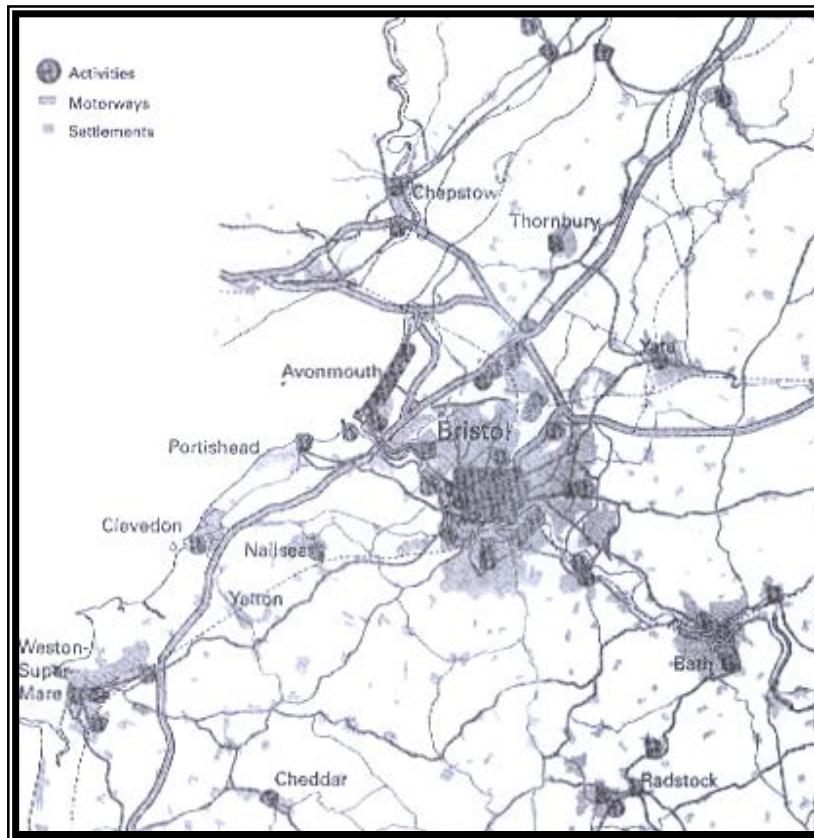 Activities
Motorways
Settlements
Chepstow
Thornbury
Yate
Avonmouth
Bristol
Portishead
Clevedon
Nailsea
Yatton
Weston-
Super
Mare
Bath
Cheddar
Radstock